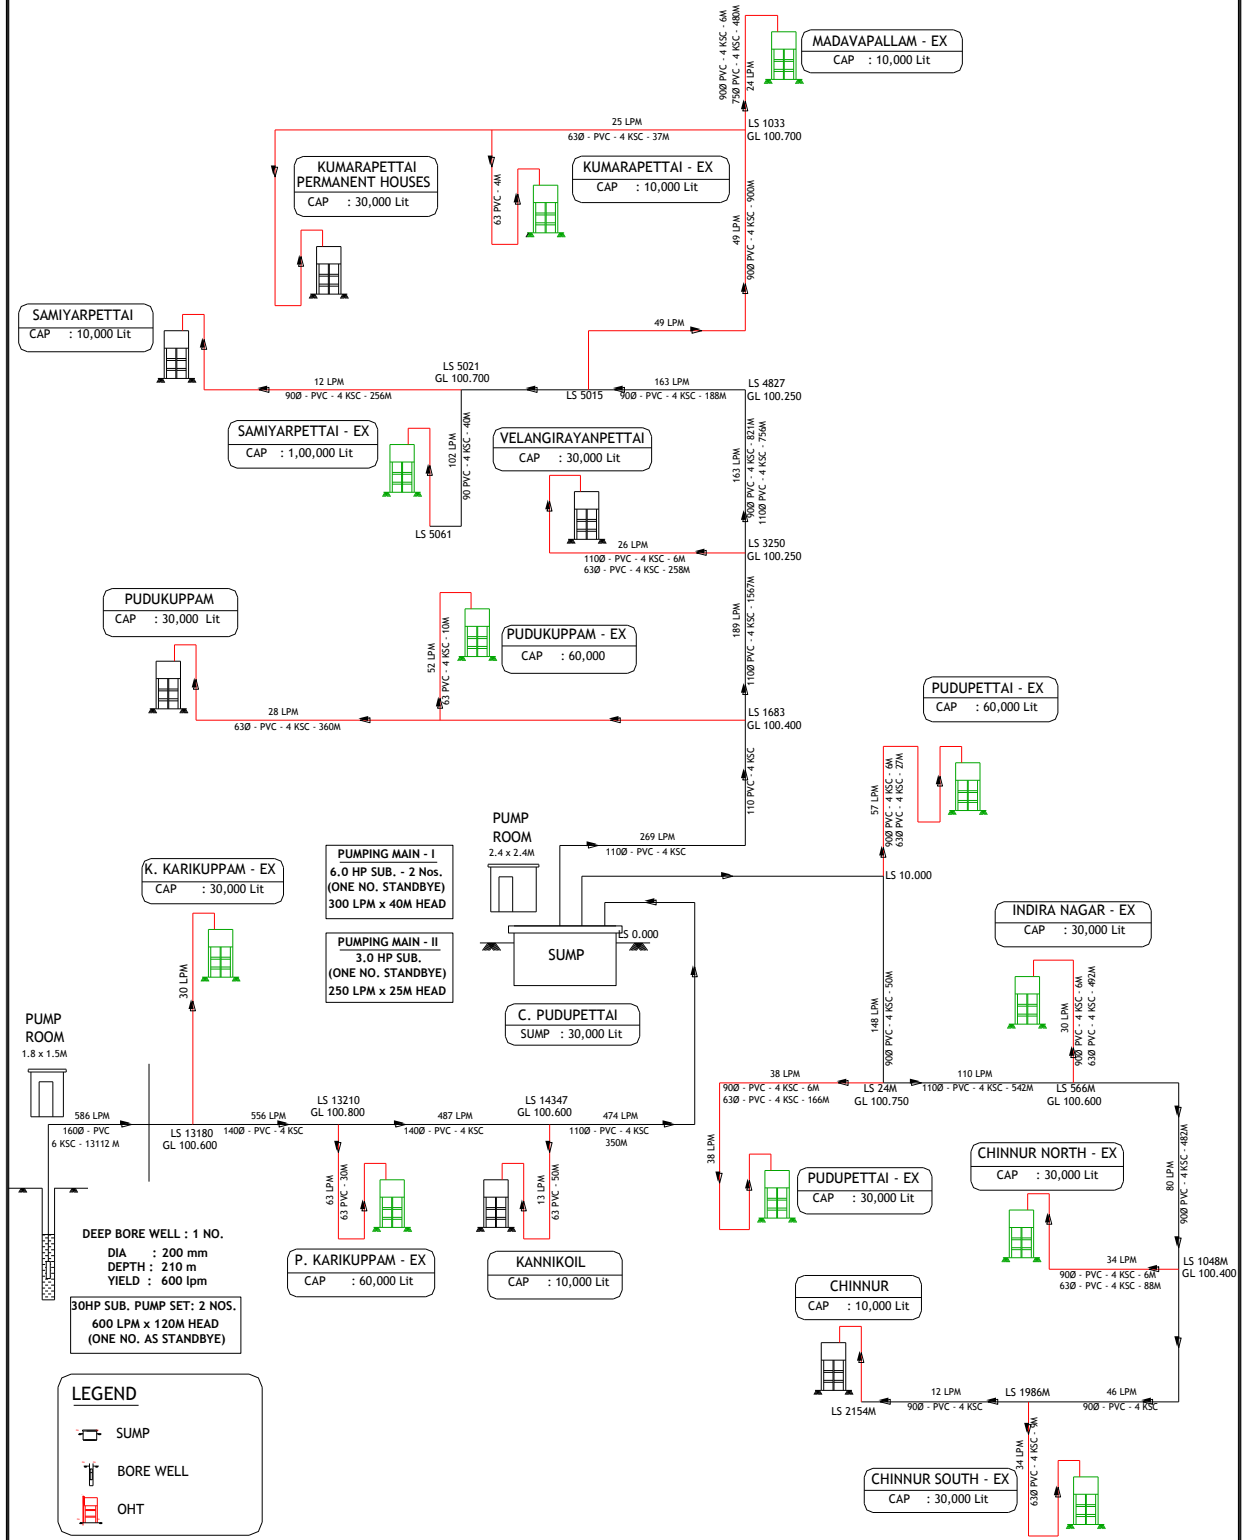 MADAVAPALLAM - EX
CAP : 10,000 Lit
90Ø PVC - 4 KSC - 6M
75Ø PVC - 4 KSC - 480M
24 LPM
LS 1033
GL 100.700
25 LPM
63Ø - PVC - 4 KSC - 37M
KUMARAPETTAI
PERMANENT HOUSES
CAP : 30,000 Lit
63 PVC - 4M
KUMARAPETTAI - EX
CAP : 10,000 Lit
49 LPM
90Ø PVC - 4 KSC - 900M
SAMIYARPETTAI
CAP : 10,000 Lit
49 LPM
LS 5021
GL 100.700
12 LPM
90Ø - PVC - 4 KSC - 256M
LS 5015
163 LPM
90Ø - PVC - 4 KSC - 188M
LS 4827
GL 100.250
SAMIYARPETTAI - EX
CAP : 1,00,000 Lit
102 LPM
90 PVC - 4 KSC - 40M
LS 5061
VELANGIRAYANPETTAI
CAP : 30,000 Lit
163 LPM
90Ø PVC - 4 KSC - 821M
110Ø PVC - 4 KSC - 756M
26 LPM
110Ø - PVC - 4 KSC - 6M
63Ø - PVC - 4 KSC - 258M
LS 3250
GL 100.250
PUDUKUPPAM
CAP : 30,000 Lit
52 LPM
63 PVC - 4 KSC - 10M
PUDUKUPPAM - EX
CAP : 60,000
189 LPM
110Ø PVC - 4 KSC - 1567M
28 LPM
63Ø - PVC - 4 KSC - 360M
LS 1683
GL 100.400
PUDUPETTAI - EX
CAP : 60,000 Lit
110 PVC - 4 KSC
57 LPM
90Ø PVC - 4 KSC - 6M
63Ø PVC - 4 KSC - 27M
PUMP
ROOM
2.4 x 2.4M
269 LPM
110Ø - PVC - 4 KSC
K. KARIKUPPAM - EX
CAP : 30,000 Lit
PUMPING MAIN - I
6.0 HP SUB. - 2 Nos.
(ONE NO. STANDBYE)
300 LPM x 40M HEAD
LS 10.000
PUMPING MAIN - II
3.0 HP SUB.
(ONE NO. STANDBYE)
250 LPM x 25M HEAD
LS 0.000
SUMP
INDIRA NAGAR - EX
CAP : 30,000 Lit
30 LPM
C. PUDUPETTAI
SUMP : 30,000 Lit
148 LPM
90Ø PVC - 4 KSC - 50M
30 LPM
90Ø PVC - 4 KSC - 6M
63Ø PVC - 4 KSC - 492M
PUMP
ROOM
1.8 x 1.5M
38 LPM
90Ø - PVC - 4 KSC - 6M
63Ø - PVC - 4 KSC - 166M
LS 24M
GL 100.750
110 LPM
110Ø - PVC - 4 KSC - 542M
LS 566M
GL 100.600
586 LPM
160Ø - PVC
6 KSC - 13112 M
LS 13180
GL 100.600
556 LPM
140Ø - PVC - 4 KSC
LS 13210
GL 100.800
487 LPM
140Ø - PVC - 4 KSC
LS 14347
GL 100.600
474 LPM
110Ø - PVC - 4 KSC
350M
80 LPM
90Ø PVC - 4 KSC - 482M
63 LPM
63 PVC - 30M
13 LPM
63 PVC - 50M
38 LPM
PUDUPETTAI - EX
CAP : 30,000 Lit
CHINNUR NORTH - EX
CAP : 30,000 Lit
DEEP BORE WELL : 1 NO.
DIA : 200 mm
DEPTH : 210 m
YIELD : 600 lpm
P. KARIKUPPAM - EX
CAP : 60,000 Lit
KANNIKOIL
CAP : 10,000 Lit
34 LPM
90Ø - PVC - 4 KSC - 6M
63Ø - PVC - 4 KSC - 88M
LS 1048M
GL 100.400
30HP SUB. PUMP SET: 2 NOS.
600 LPM x 120M HEAD
(ONE NO. AS STANDBYE)
CHINNUR
CAP : 10,000 Lit
LS 2154M
12 LPM
90Ø - PVC - 4 KSC
LS 1986M
46 LPM
90Ø - PVC - 4 KSC
34 LPM
63Ø PVC - 4 KSC - 9M
CHINNUR SOUTH - EX
CAP : 30,000 Lit
LEGEND
SUMP
BORE WELL
OHT